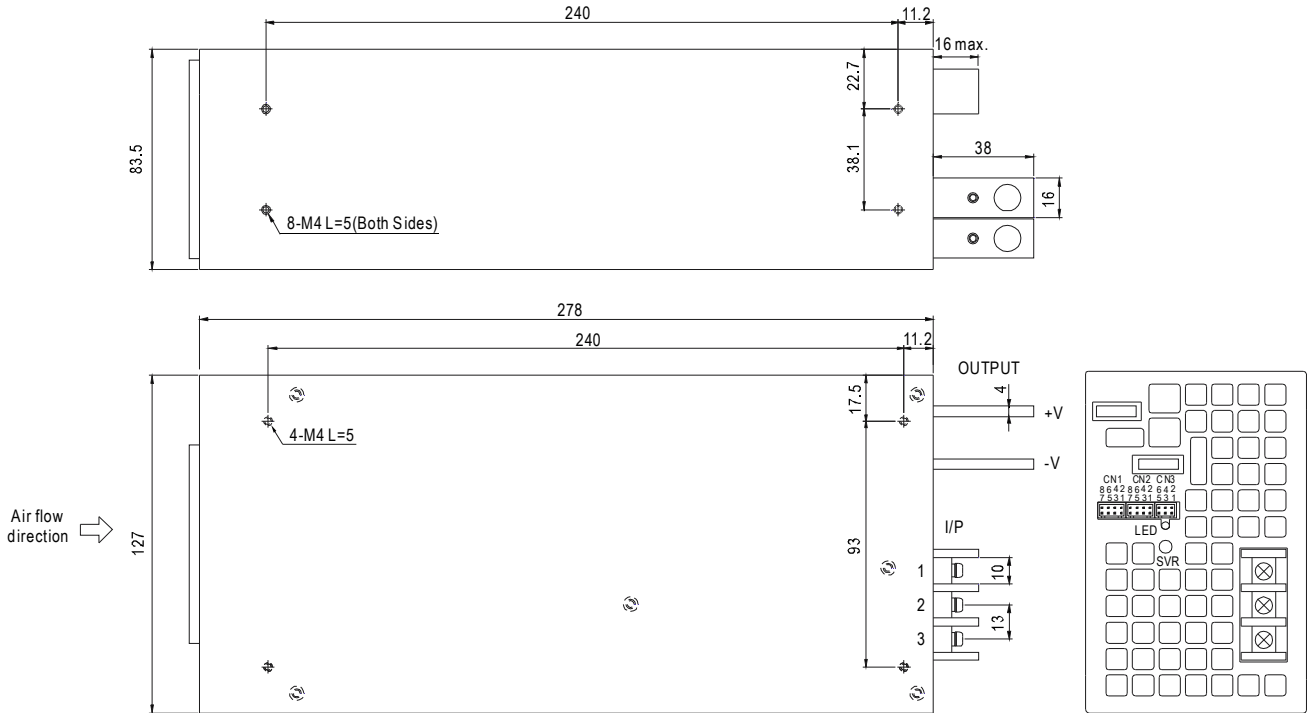 240
11.2
16 max.
22.7
38.1
83.5
38
16
8-M4 L=5(Both Sides)
278
240
11.2
OUTPUT
4
+V
-V
17.5
4-M4 L=5
Air flow
direction
127
93
I/P
1
2
3
10
13
CN1 CN2 CN3
8 6 4 2 8 6 4 2 6 4 2
7 5 3 1 7 5 3 1 5 3 1
LED
SVR